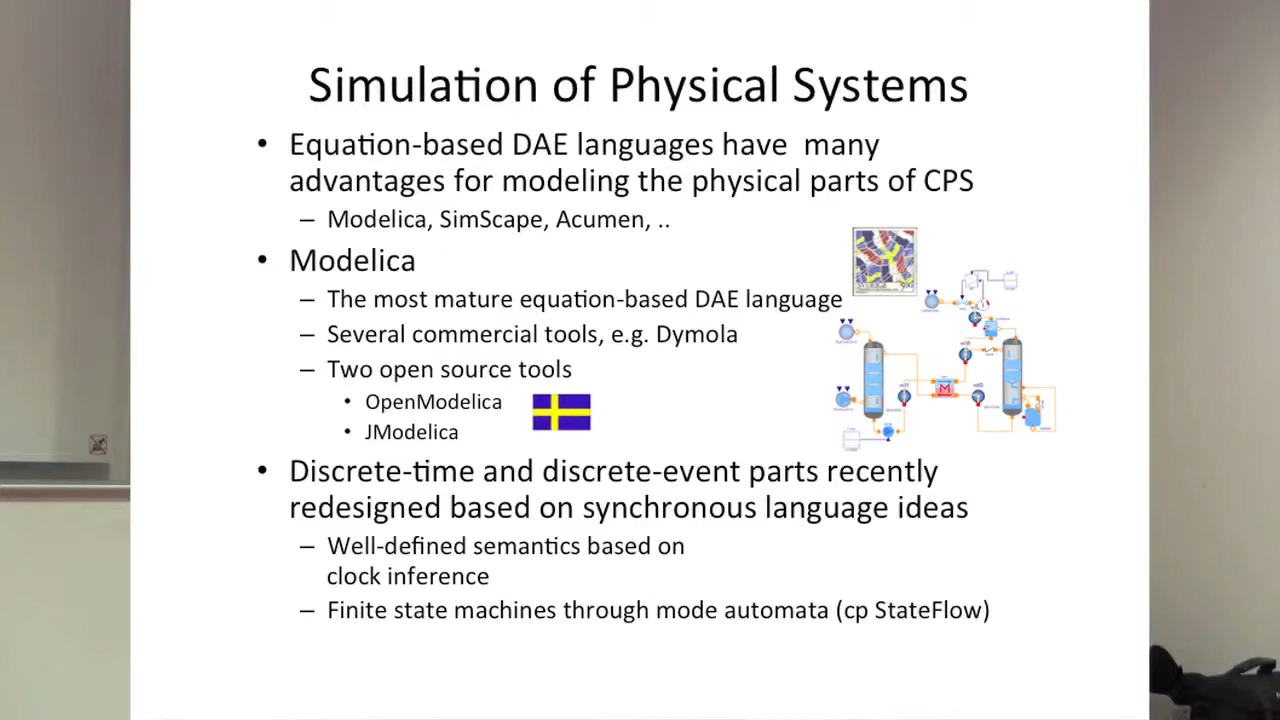 Simulation of Physical Systems
• Equation-based DAE languages have many
advantages for modeling the physical parts of CPS
– Modelica, SimScape, Acumen, ..
• Modelica
– The most mature equation-based DAE language
– Several commercial tools, e.g. Dymola
– Two open source tools
• OpenModelica
• JModelica
• Discrete-time and discrete-event parts recently
redesigned based on synchronous language ideas
– Well-defined semantics based on
clock inference
– Finite state machines through mode automata (cp StateFlow)
M